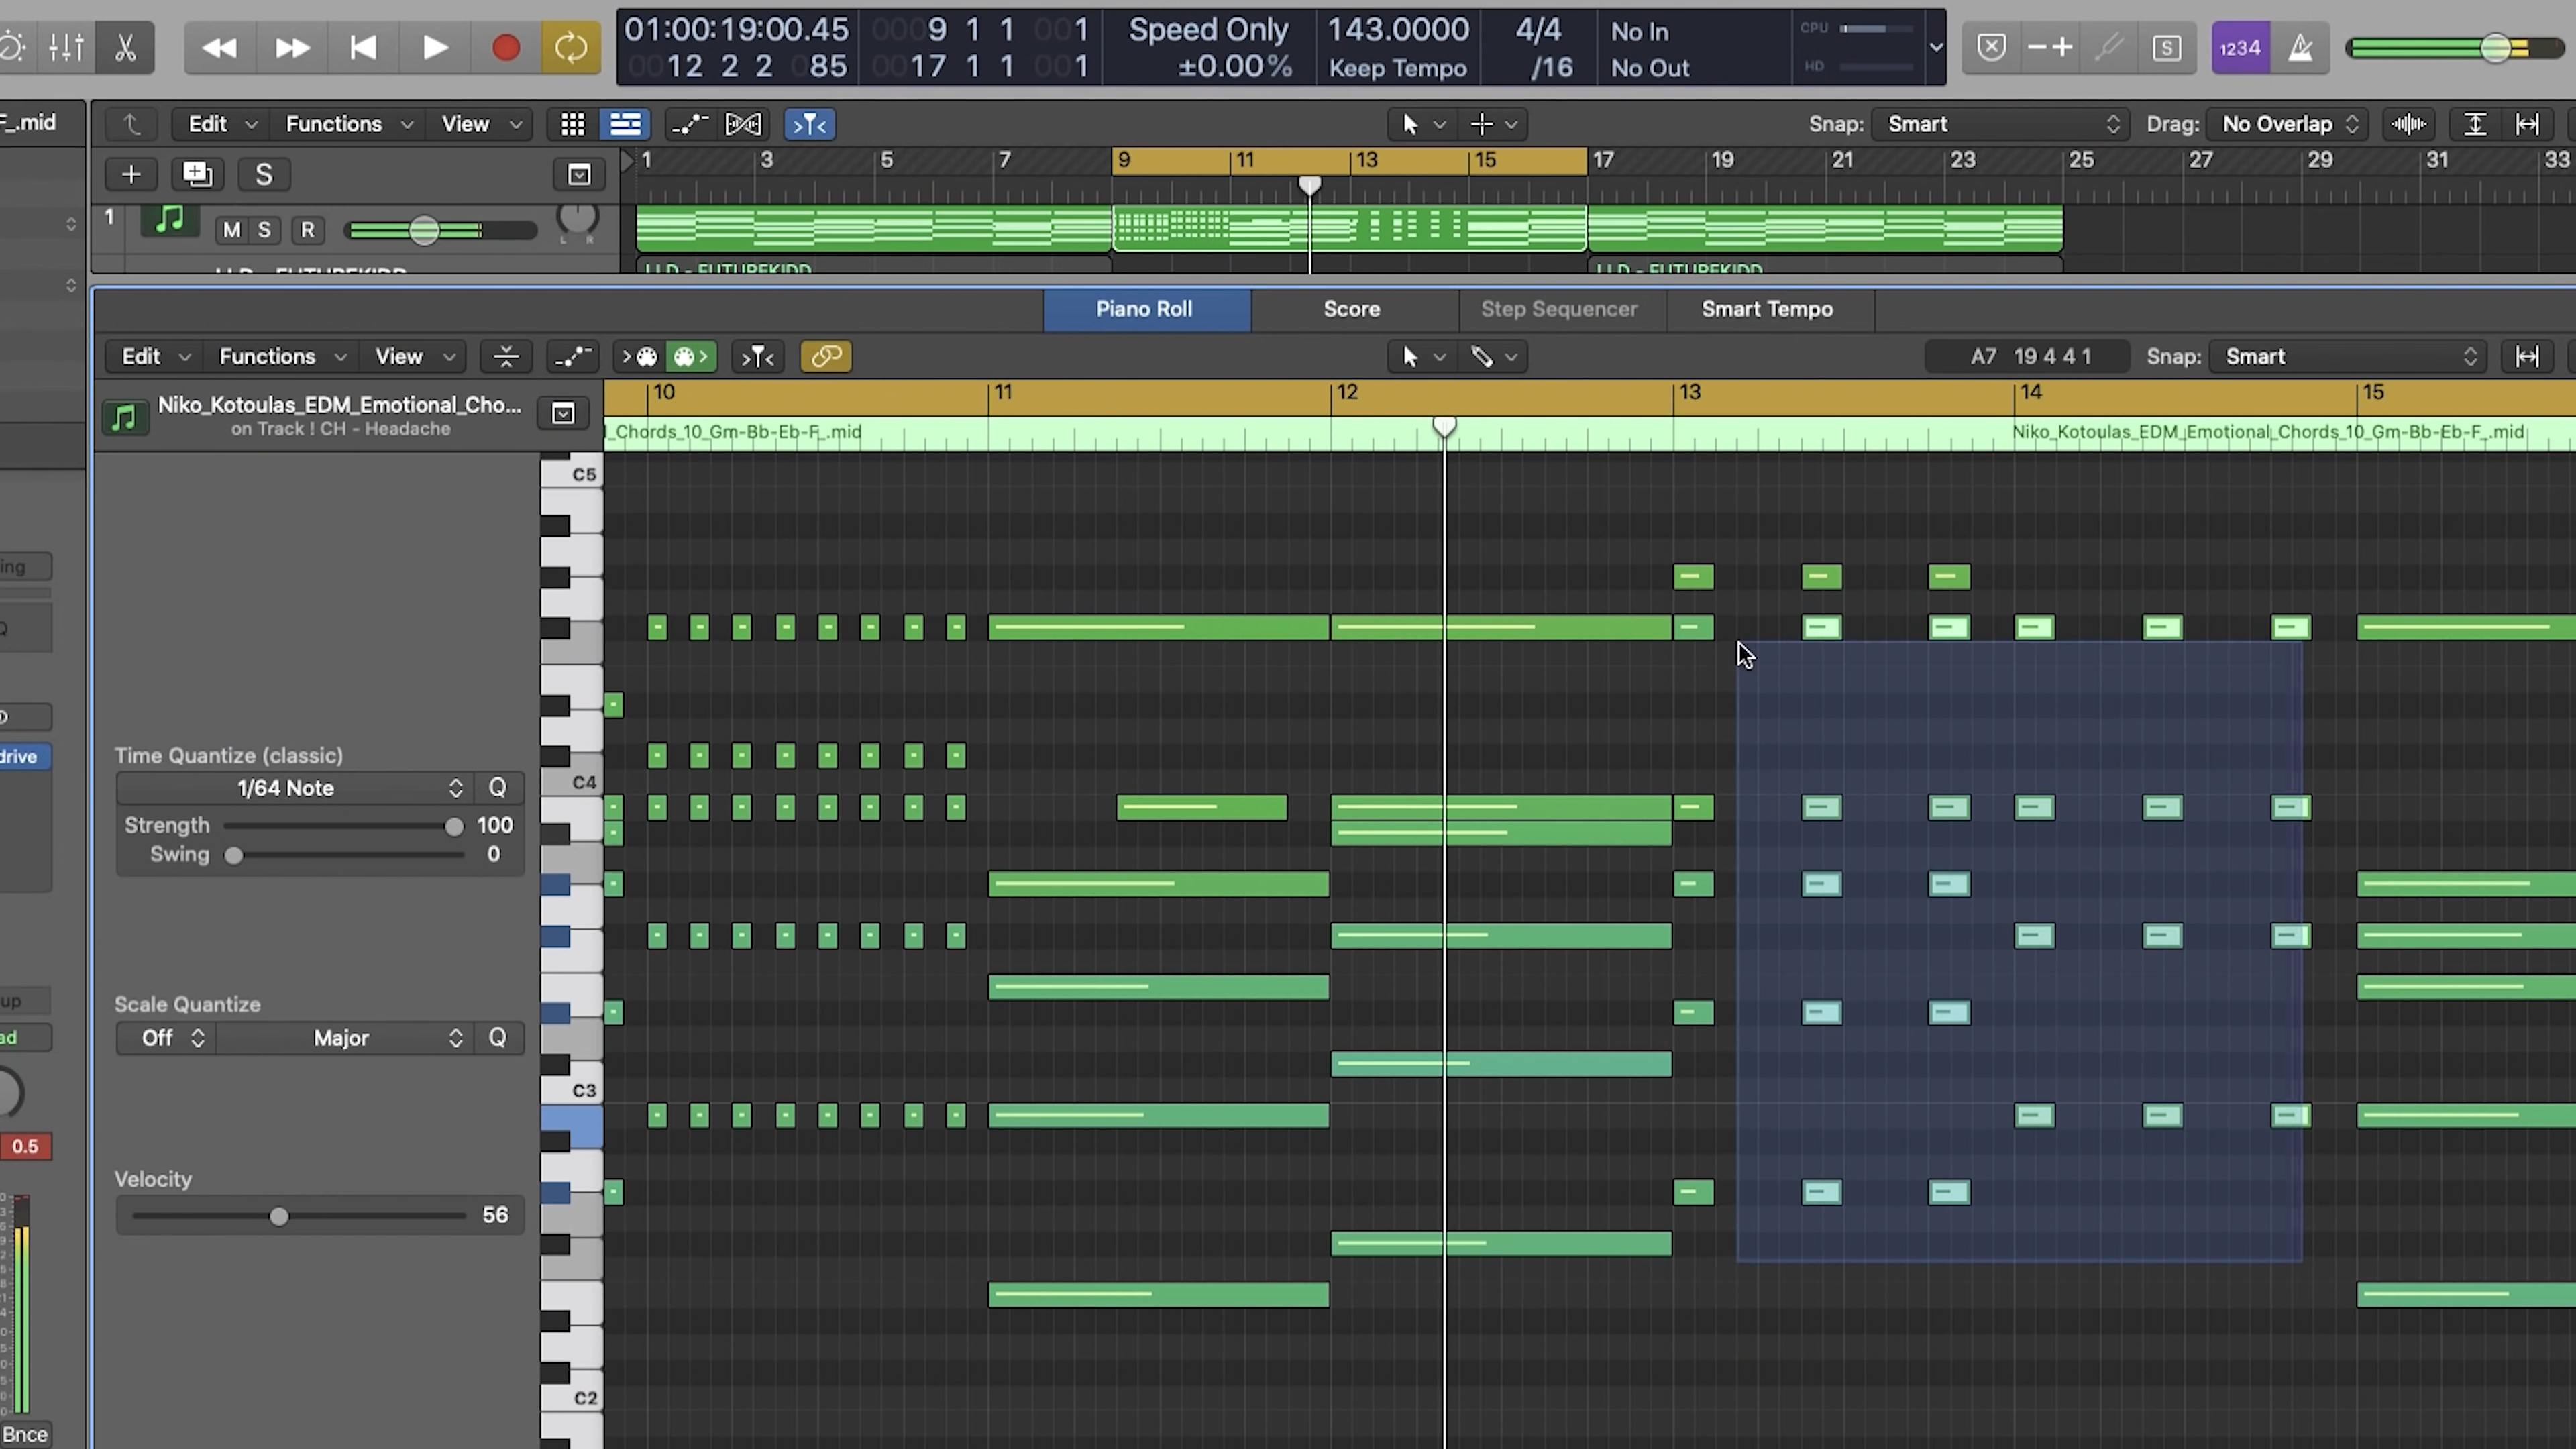 01:00:19:00.45 0009 1 1 001 Speed Only 143.0000 4/4 No In CPU
0012 2 2 085 0017 1 1 001 ±0.00% Keep Tempo /16 No Out HD
S 1234
F_.mid Edit Functions View Snap: Smart Drag: No Overlap
S 1 3 5 7 9 11 13 15 17 19 21 23 25 27 29 31 33
1 M S R L R
Piano Roll Score Step Sequencer Smart Tempo
Edit Functions View A7 19 4 4 1 Snap: Smart
10 11 12 13 14 15
Niko_Kotoulas_EDM_Emotional_Cho...
on Track ! CH - Headache
l_Chords_10_Gm-Bb-Eb-F_.mid Niko_Kotoulas_EDM_Emotional_Chords_10_Gm-Bb-Eb-F_.mid
C5
ing
Time Quantize (classic)
drive
1/64 Note Q
C4
Strength 100
Swing 0
Scale Quantize
up
Off Major Q
ad
C3
0.5
Velocity
56
C2
Bnce